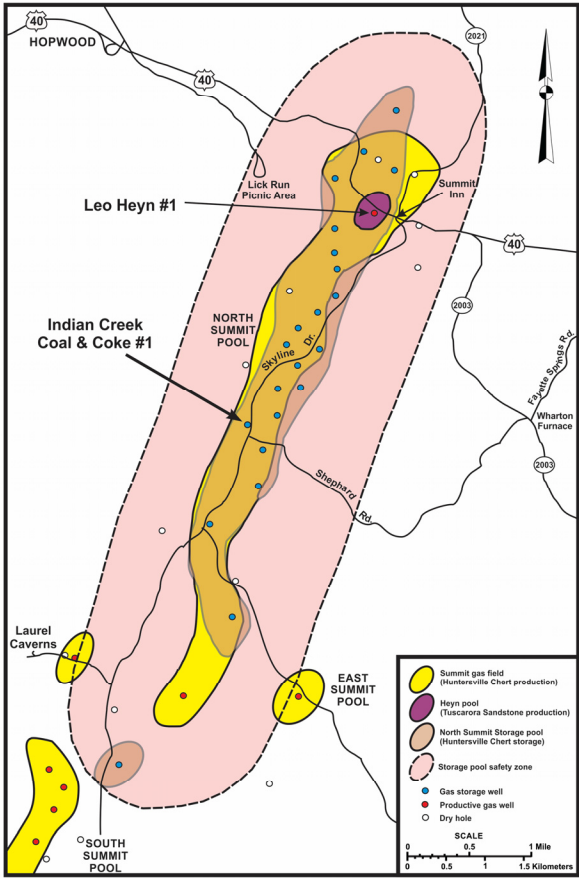 40
HOPWOOD
2021
40
Lick Run
Picnic Area
Summit
Inn
Leo Heyn #1
40
NORTH
SUMMIT
POOL
2003
Indian Creek
Coal & Coke #1
Skyline Dr.
Fayette Springs Rd.
Wharton
Furnace
2003
Shephard Rd.
Laurel
Caverns
EAST
SUMMIT
POOL
SOUTH
SUMMIT
POOL
Summit gas field
(Huntersville Chert production)
Heyn pool
(Tuscarora Sandstone production)
North Summit Storage pool
(Huntersville Chert storage)
Storage pool safety zone
Gas storage well
Productive gas well
Dry hole
SCALE
0 0.5 1 Mile
0 0.5 1 1.5 Kilometers